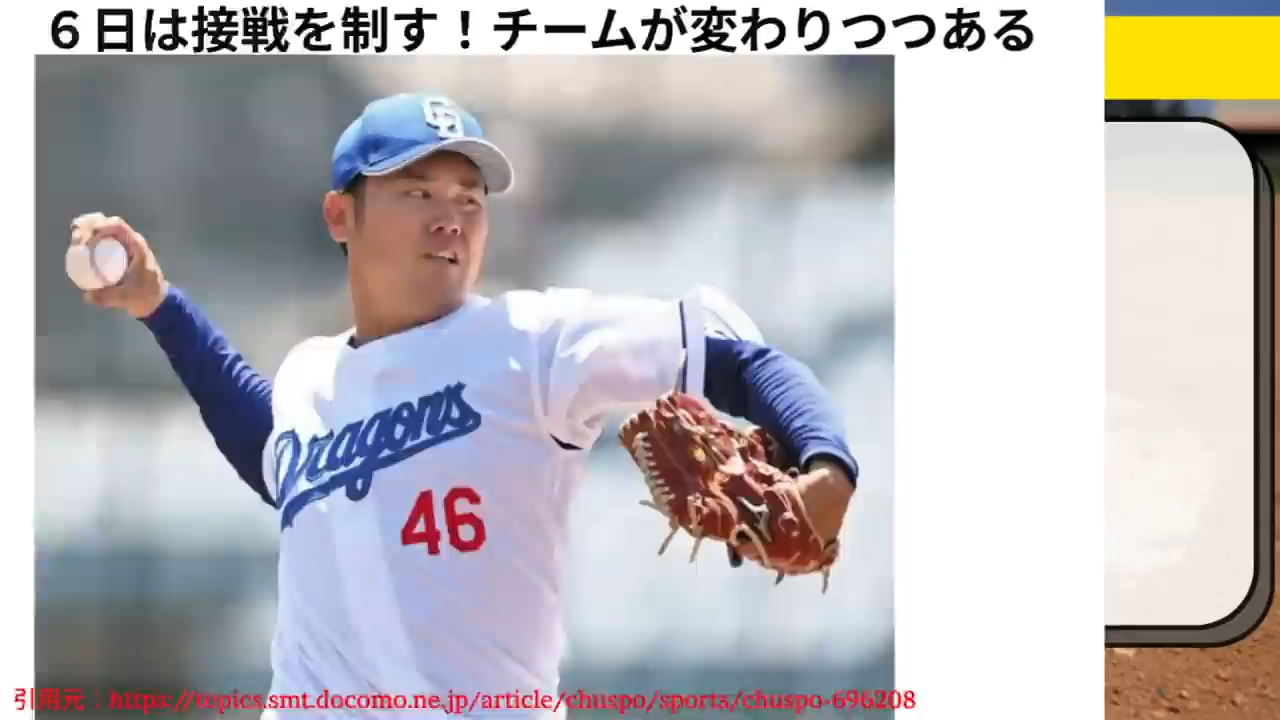 ６日は接戦を制す！チームが変わりつつある
CD
Dragons
46
引用元：https://topics.smt.docomo.ne.jp/article/chuspo/sports/chuspo-696208